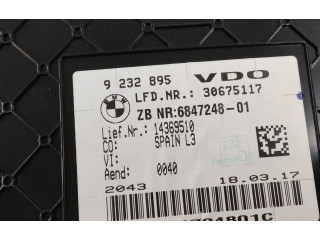 9 232 895 VDO
LFD.NR.: 30675117
BMW
ZB NR:6847248-01
Lief.Nr.: 14369510
CO: SPAIN L3
VI:
Aend: 0040
2043 18.03.17